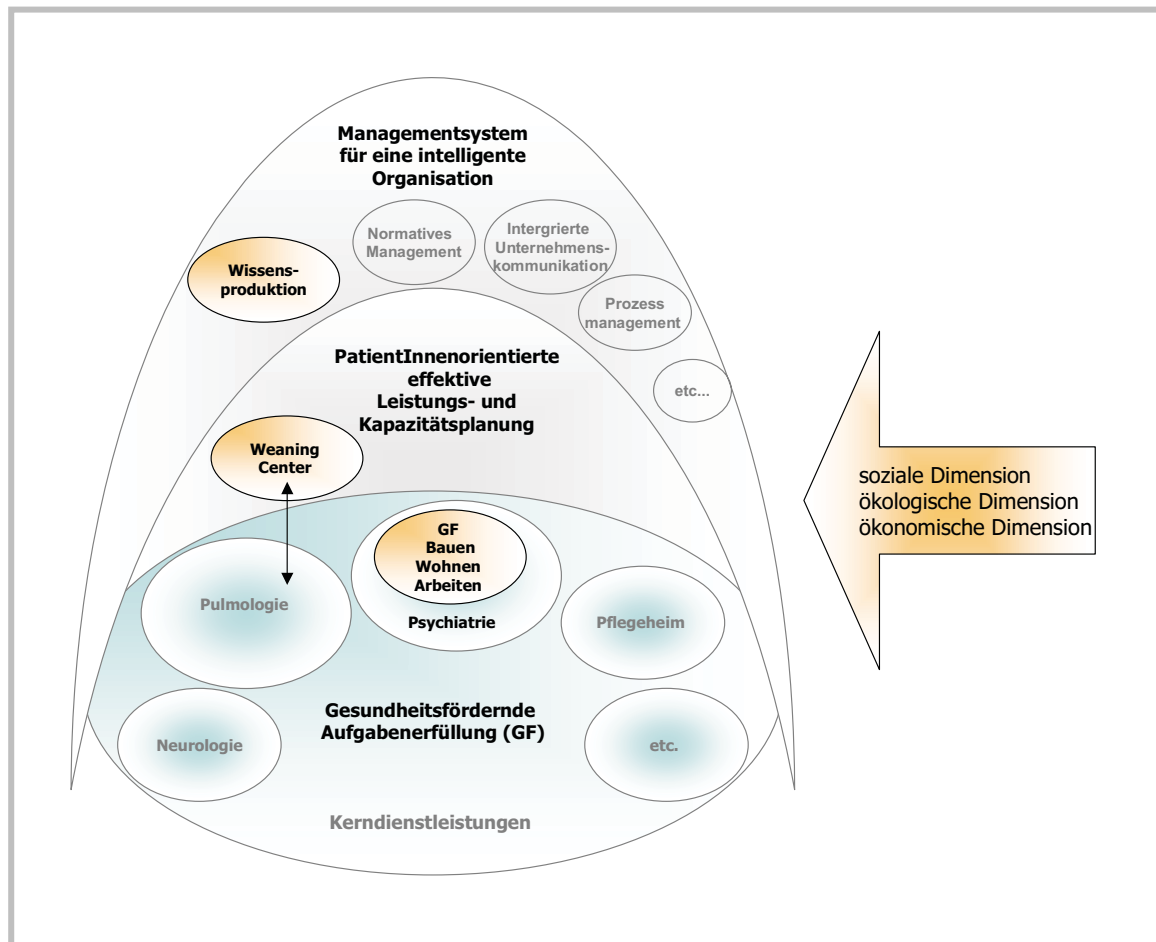 Managementsystem
für eine intelligente
Organisation
Normatives
Management
Intergrierte
Unternehmens-
kommunikation
Wissens-
produktion
Prozess
management
etc...
PatientInnenorientierte
effektive
Leistungs- und
Kapazitätsplanung
Weaning
Center
soziale Dimension
ökologische Dimension
ökonomische Dimension
GF
Bauen
Wohnen
Arbeiten
Psychiatrie
Pulmologie
Pflegeheim
Gesundheitsfördernde
Aufgabenerfüllung (GF)
Neurologie
etc.
Kerndienstleistungen